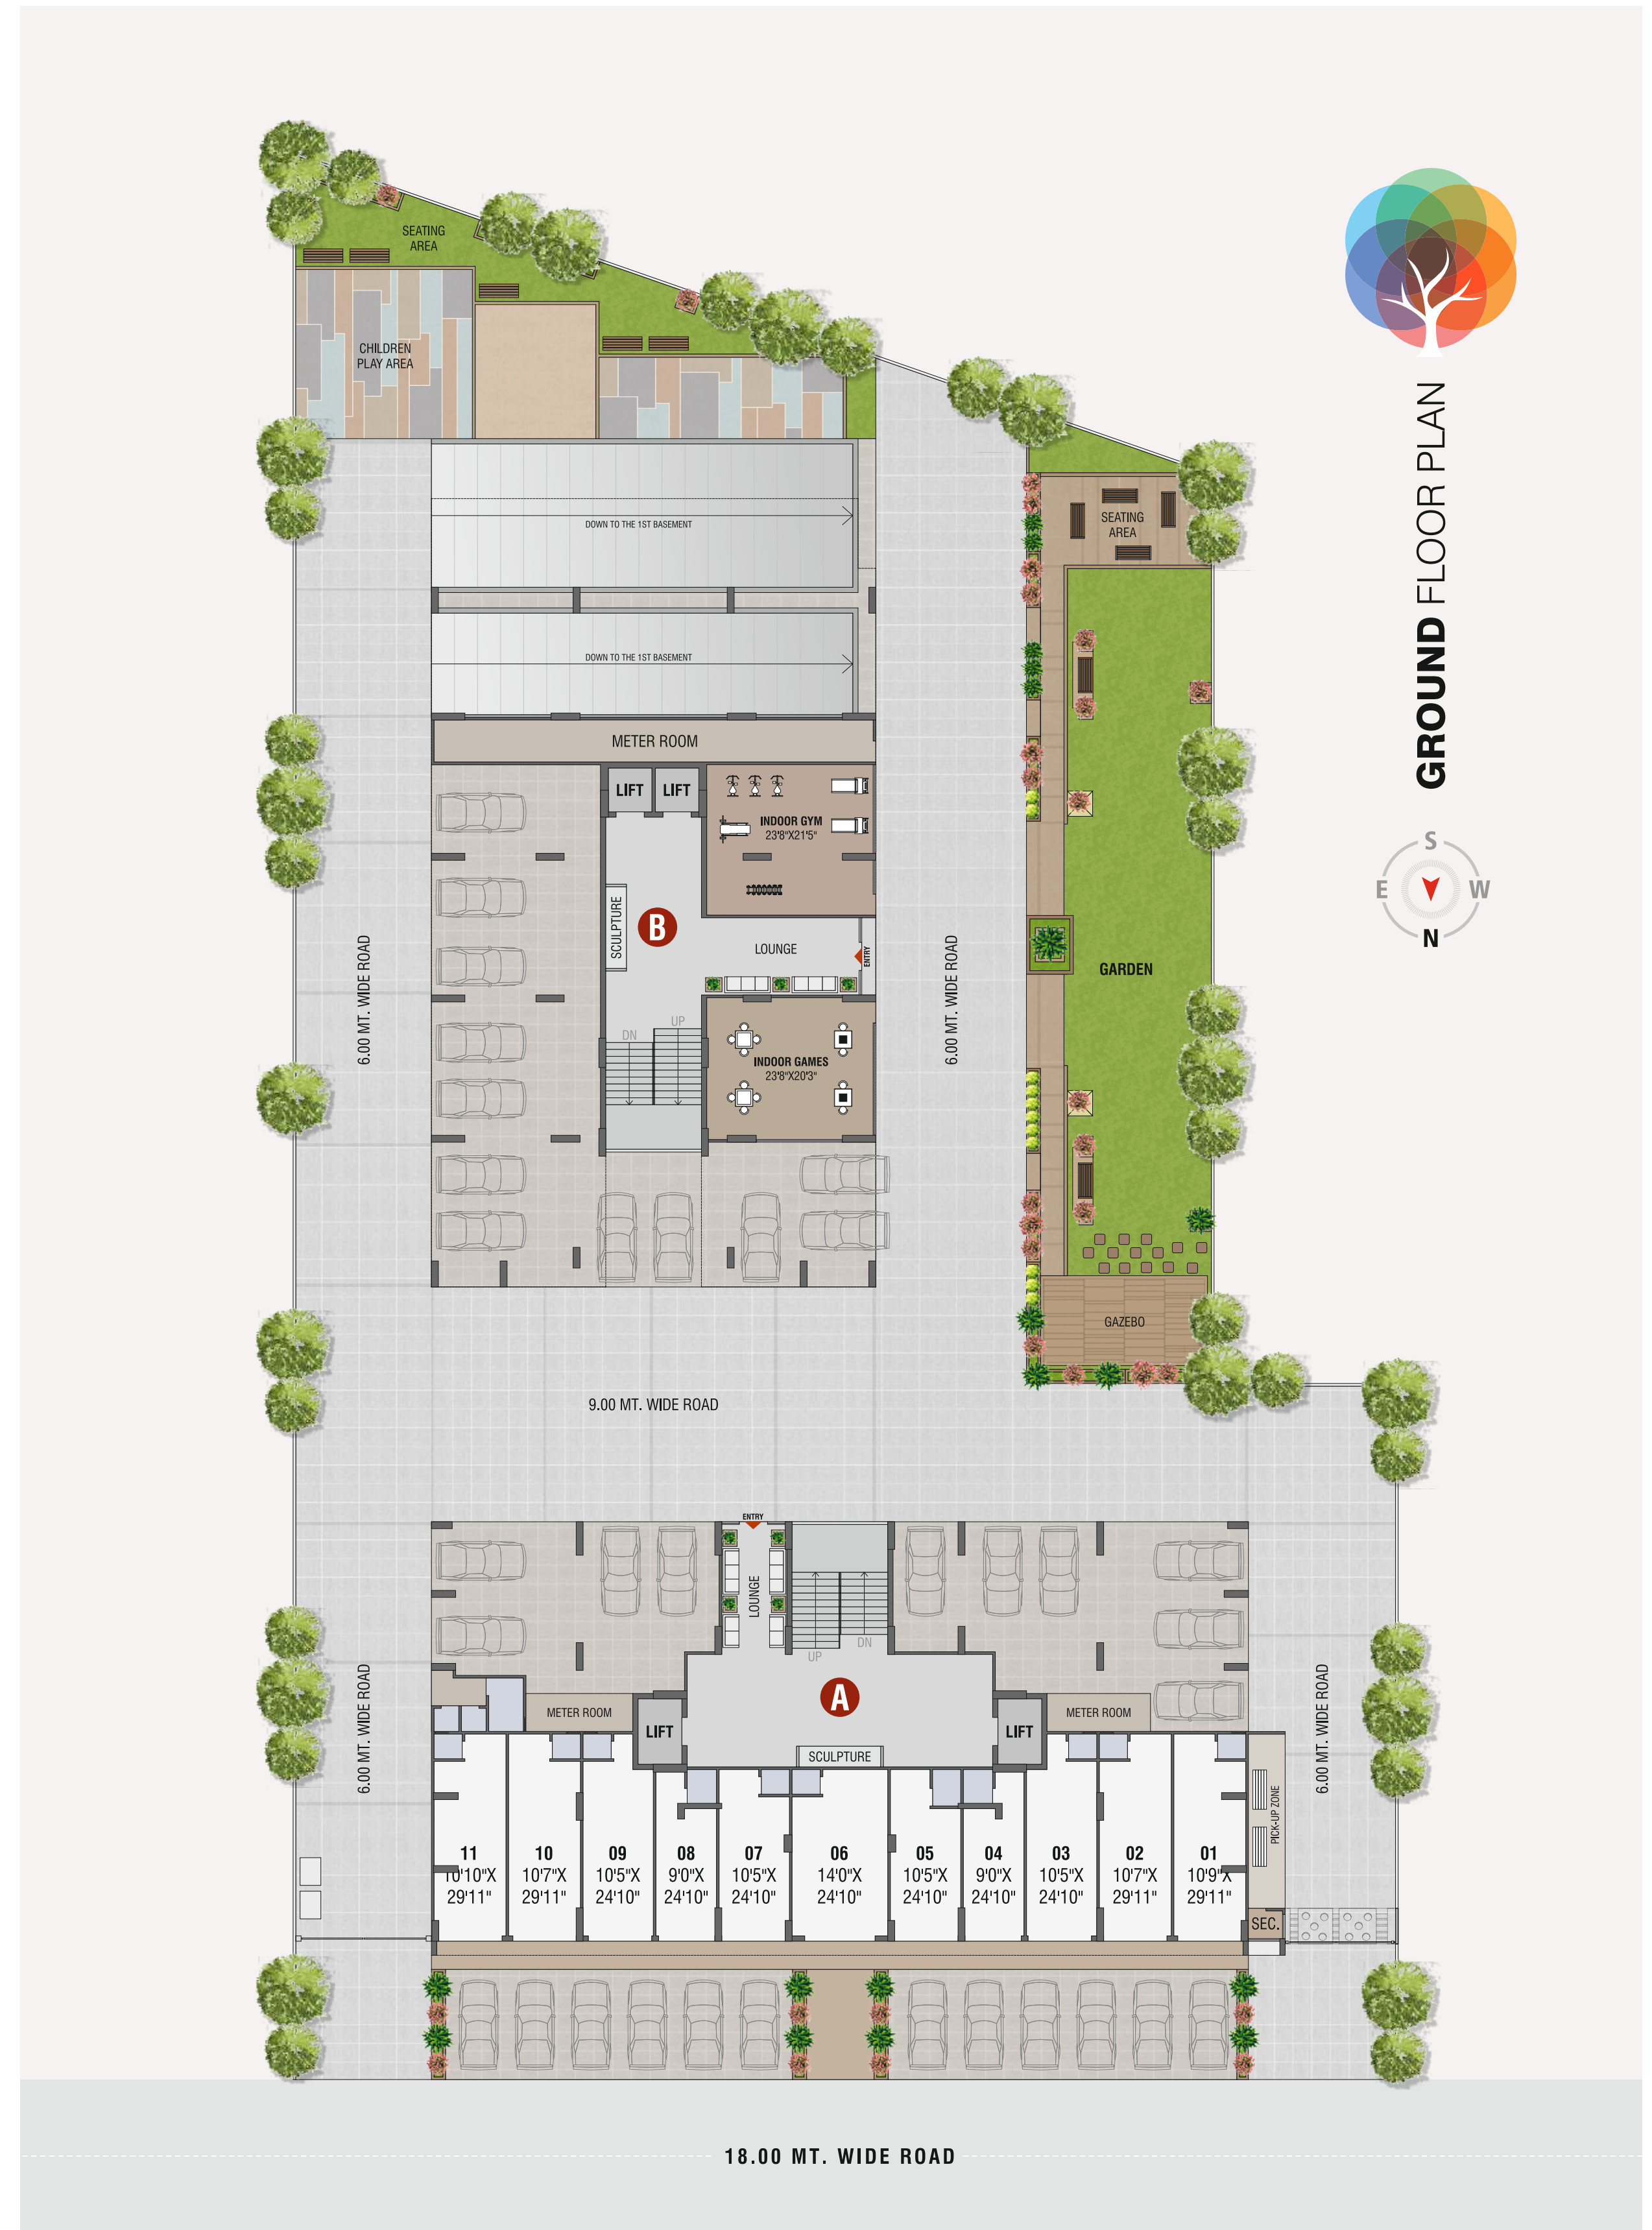 SEATING
AREA
CHILDREN
PLAY AREA
GROUND FLOOR PLAN
DOWN TO THE 1ST BASEMENT
SEATING
AREA
DOWN TO THE 1ST BASEMENT
METER ROOM
LIFT
LIFT
INDOOR GYM
23'8"X21'5"
S
E
W
N
SCULPTURE
B
LOUNGE
ENTRY
GARDEN
6.00 MT. WIDE ROAD
6.00 MT. WIDE ROAD
DN
UP
INDOOR GAMES
23'8"X20'3"
GAZEBO
9.00 MT. WIDE ROAD
ENTRY
LOUNGE
UP
DN
A
METER ROOM
LIFT
LIFT
METER ROOM
SCULPTURE
6.00 MT. WIDE ROAD
6.00 MT. WIDE ROAD
PICK-UP ZONE
11
10'10"X
29'11"
10
10'7"X
29'11"
09
10'5"X
24'10"
08
9'0"X
24'10"
07
10'5"X
24'10"
06
14'0"X
24'10"
05
10'5"X
24'10"
04
9'0"X
24'10"
03
10'5"X
24'10"
02
10'7"X
29'11"
01
10'9"X
29'11"
SEC.
18.00 MT. WIDE ROAD